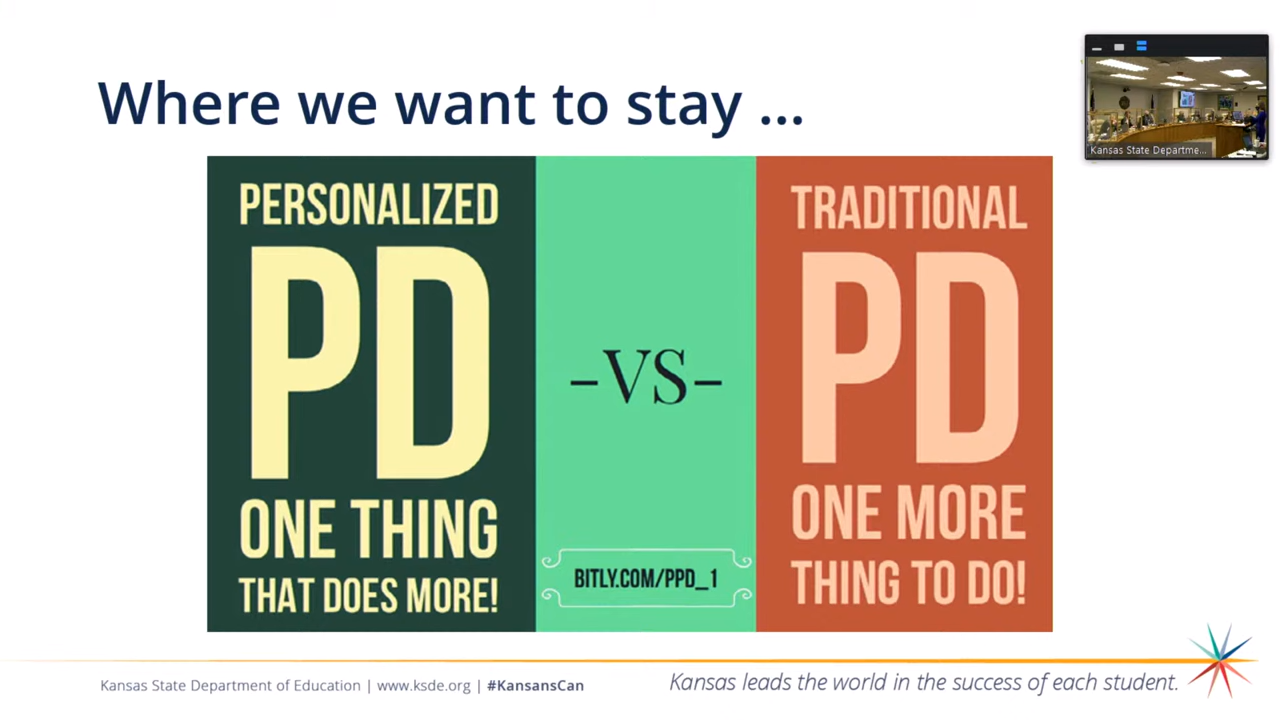 Where we want to stay ...
Kansas State Departme...
PERSONALIZED
PD
ONE THING
THAT DOES MORE!
-VS-
BITLY.COM/PPD_1
TRADITIONAL
PD
ONE MORE
THING TO DO!
Kansas State Department of Education | www.ksde.org | #KansansCan
Kansas leads the world in the success of each student.